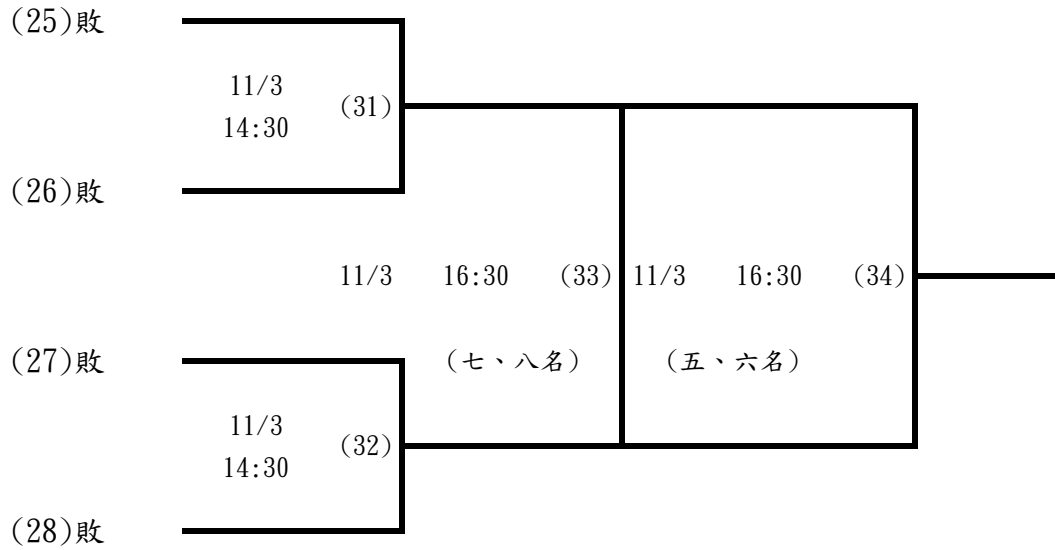 (25)敗
11/3
14:30
(31)
(26)敗
11/3 16:30 (33) 11/3 16:30 (34)
(27)敗
(七、八名) (五、六名)
11/3
14:30
(32)
(28)敗